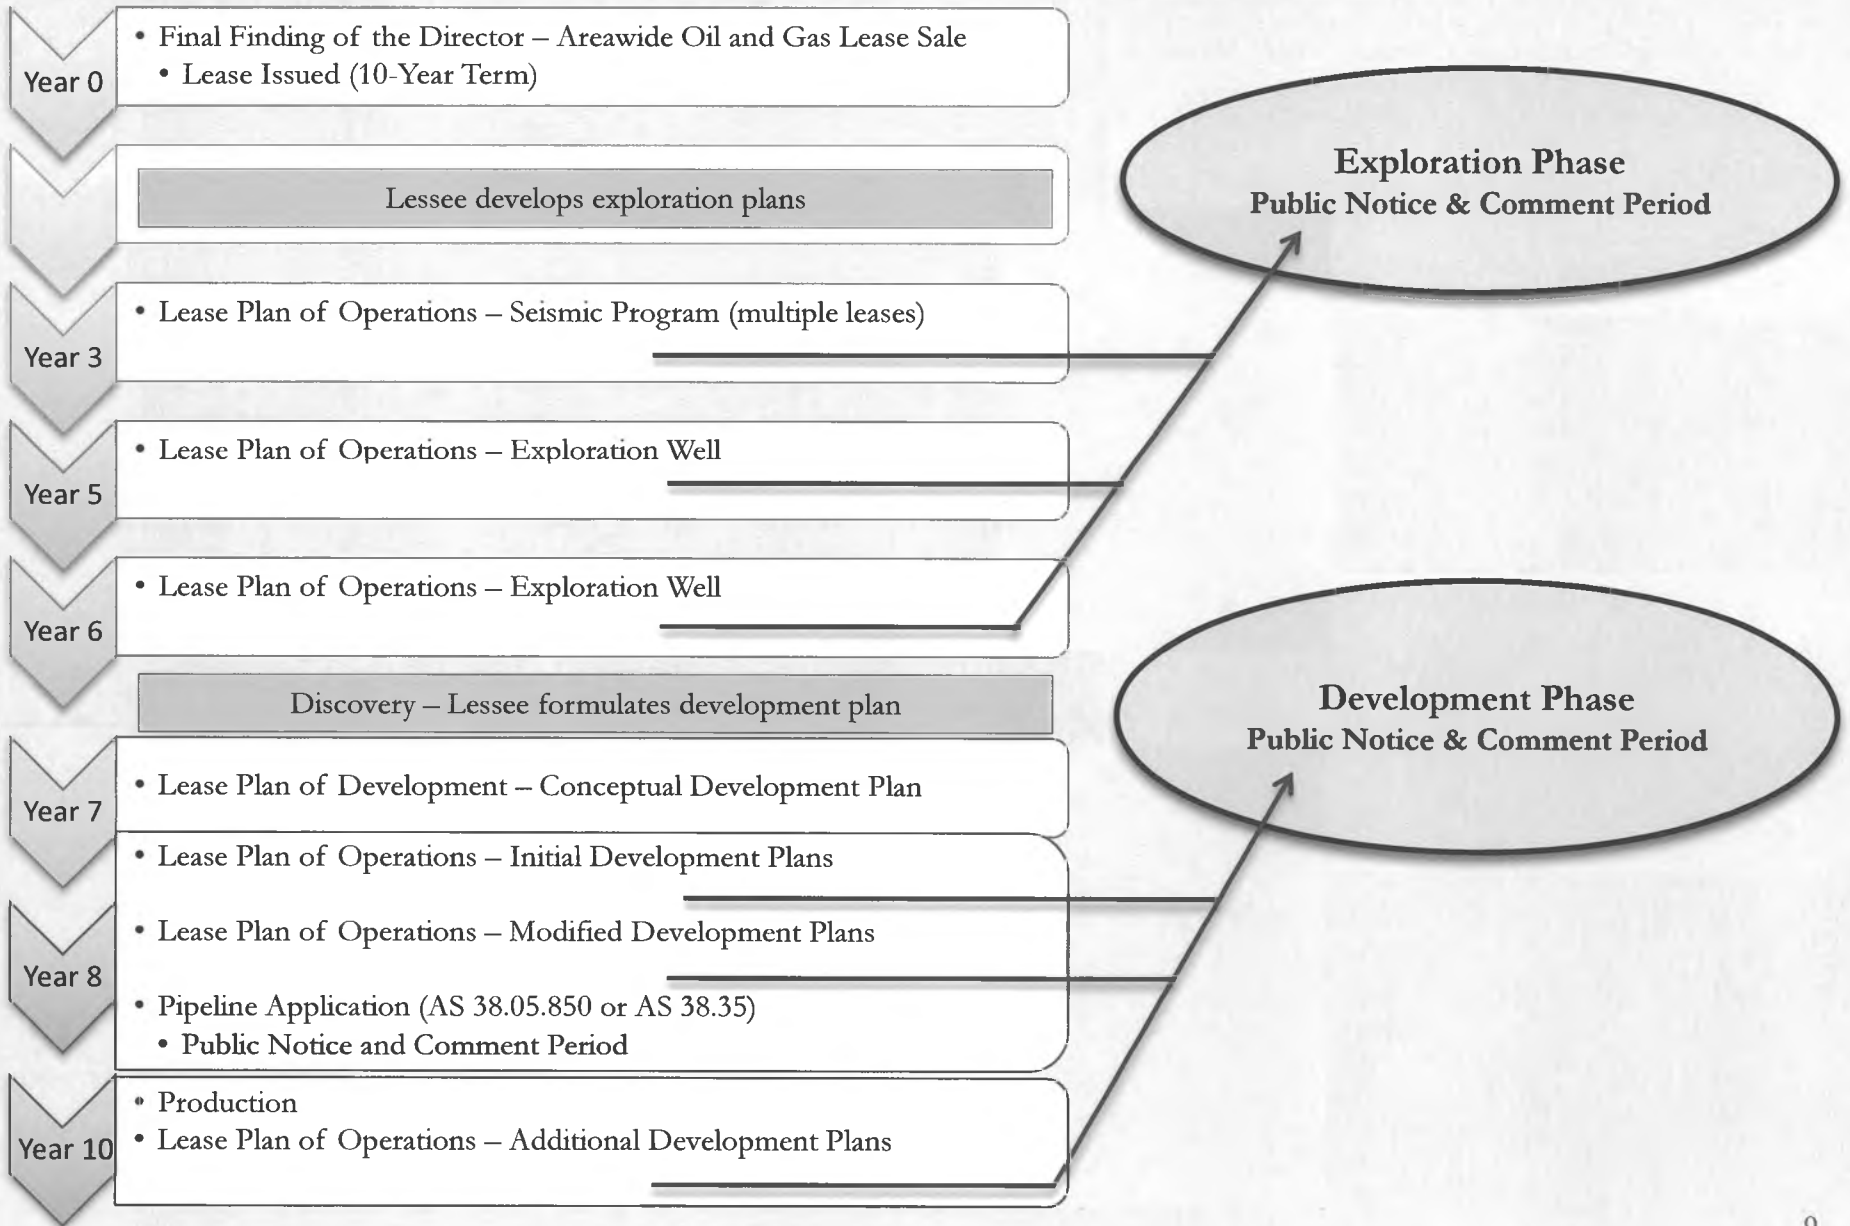 Year 0
• Final Finding of the Director – Areawide Oil and Gas Lease Sale
• Lease Issued (10-Year Term)
Lessee develops exploration plans
Exploration Phase
Public Notice & Comment Period
Year 3
• Lease Plan of Operations – Seismic Program (multiple leases)
Year 5
• Lease Plan of Operations – Exploration Well
Year 6
• Lease Plan of Operations – Exploration Well
Discovery – Lessee formulates development plan
Development Phase
Public Notice & Comment Period
Year 7
• Lease Plan of Development – Conceptual Development Plan
Year 8
• Lease Plan of Operations – Initial Development Plans
• Lease Plan of Operations – Modified Development Plans
• Pipeline Application (AS 38.05.850 or AS 38.35)
• Public Notice and Comment Period
Year 10
• Production
• Lease Plan of Operations – Additional Development Plans